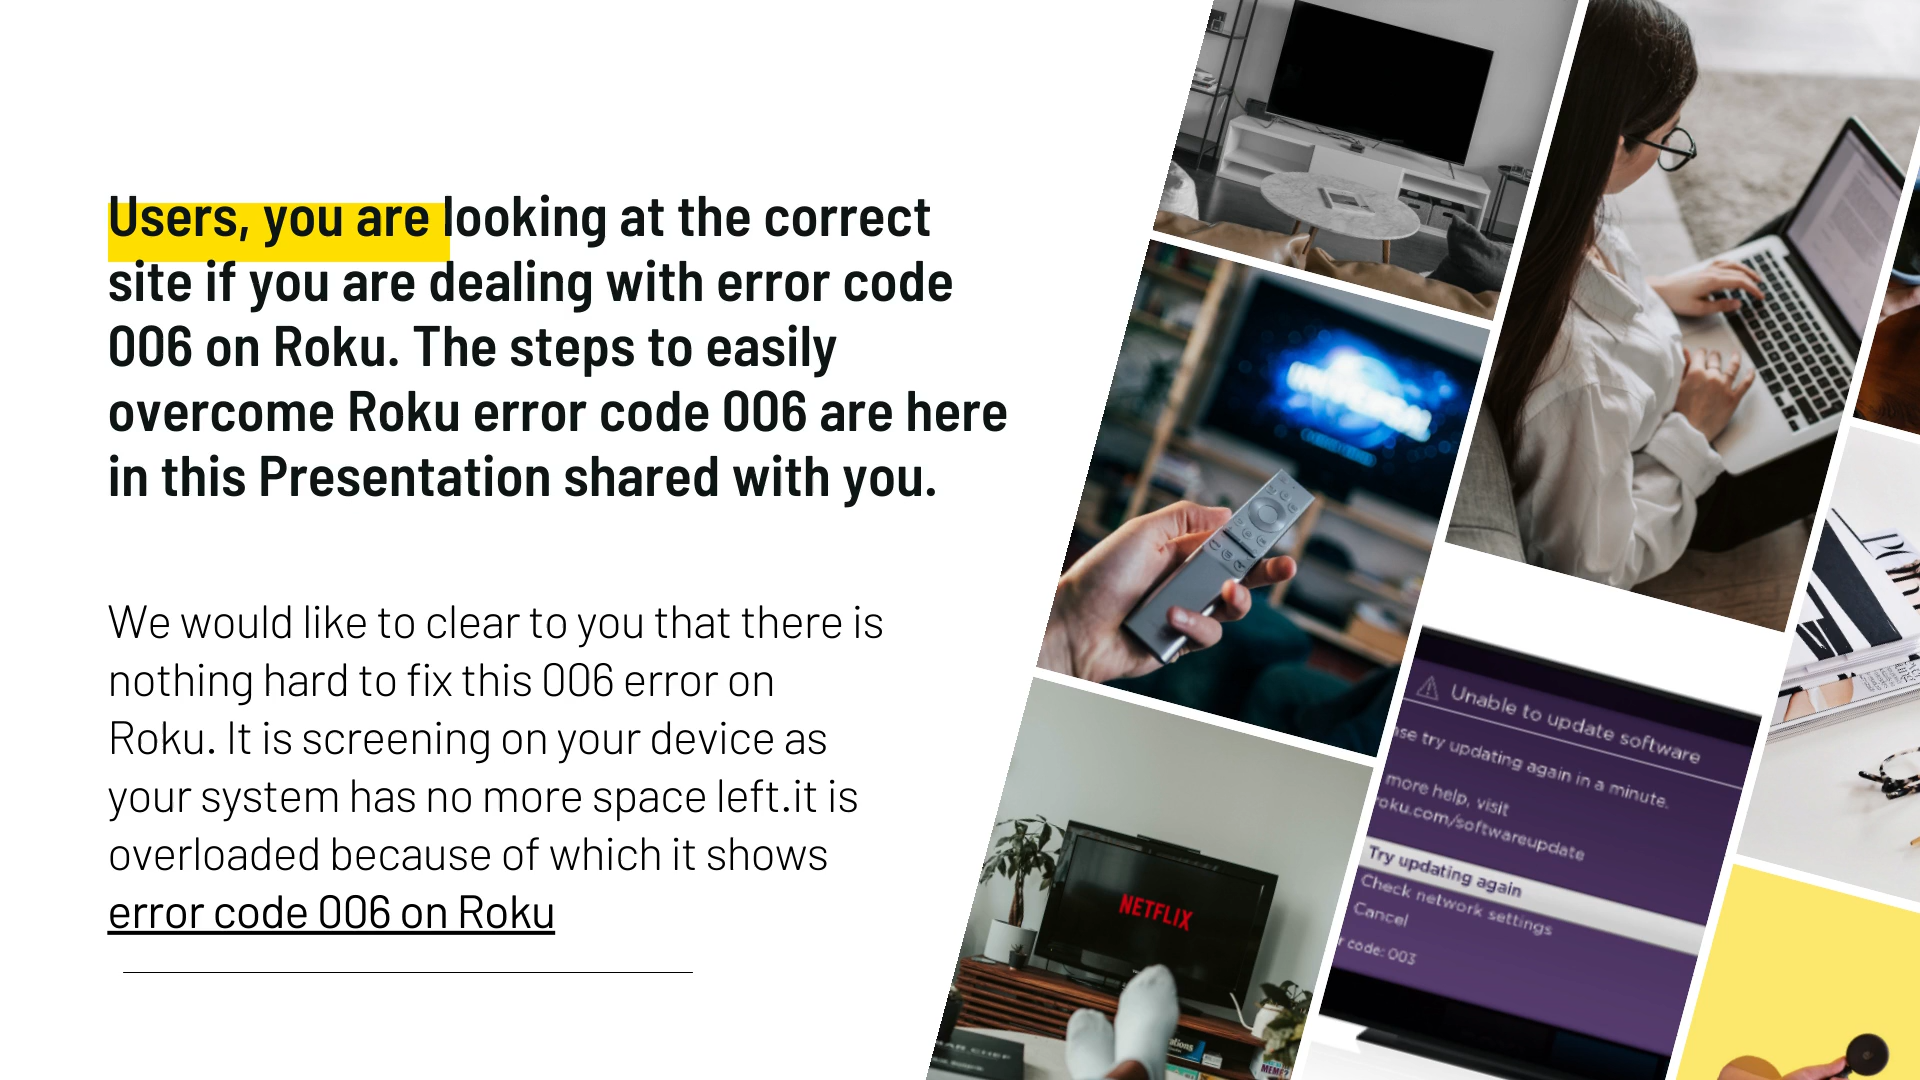 Users, you are looking at the correct
site if you are dealing with error code
006 on Roku. The steps to easily
overcome Roku error code 006 are here
in this Presentation shared with you.
We would like to clear to you that there is
nothing hard to fix this 006 error on
Roku. It is screening on your device as
your system has no more space left.it is
overloaded because of which it shows
error code 006 on Roku
NETFLIX
Unable to update software
try updating again in a minute.
more help, visit
roku.com/softwareupdate
Try updating again
Check network settings
Cancel
code: 003